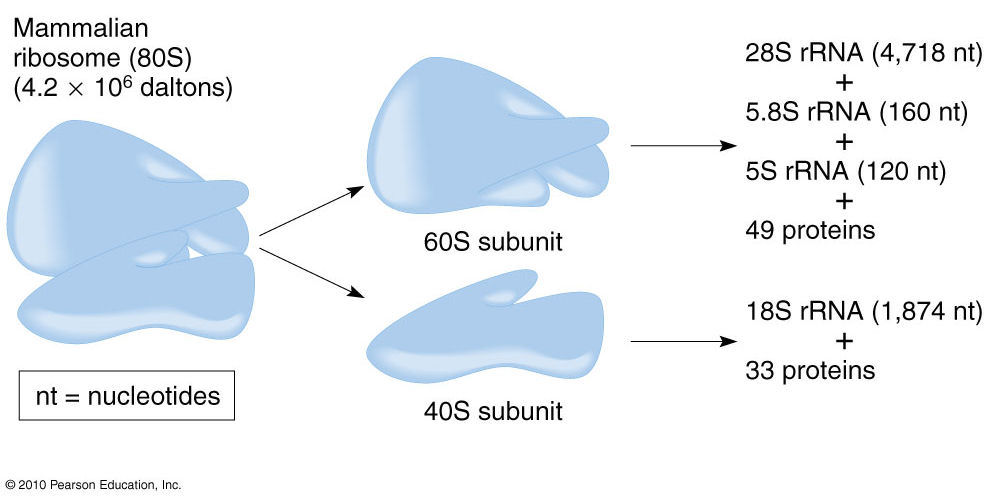 Mammalian
ribosome (80S)
(4.2 × 10⁶ daltons)
60S subunit
28S rRNA (4,718 nt)
+
5.8S rRNA (160 nt)
+
5S rRNA (120 nt)
+
49 proteins
40S subunit
18S rRNA (1,874 nt)
+
33 proteins
nt = nucleotides
© 2010 Pearson Education, Inc.